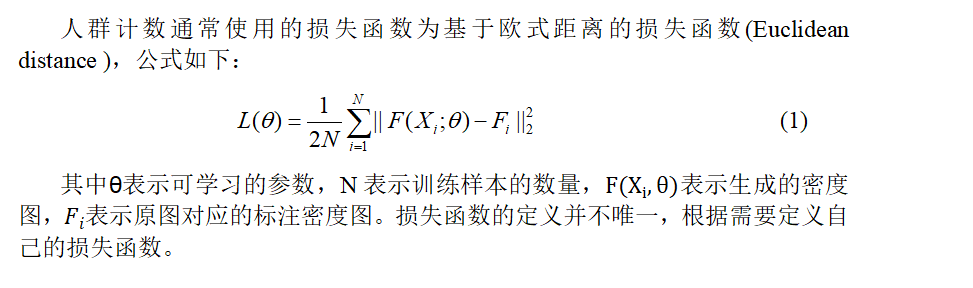 人群计数通常使用的损失函数为基于欧式距离的损失函数(Euclidean
distance )，公式如下：
L(θ) = \frac{1}{2N} \sum_{i=1}^{N} || F(X_i;θ) − F_i ||_2^2 (1)
其中θ表示可学习的参数，N 表示训练样本的数量，F(X_i, θ)表示生成的密度
图，F_i表示原图对应的标注密度图。损失函数的定义并不唯一，根据需要定义自
己的损失函数。